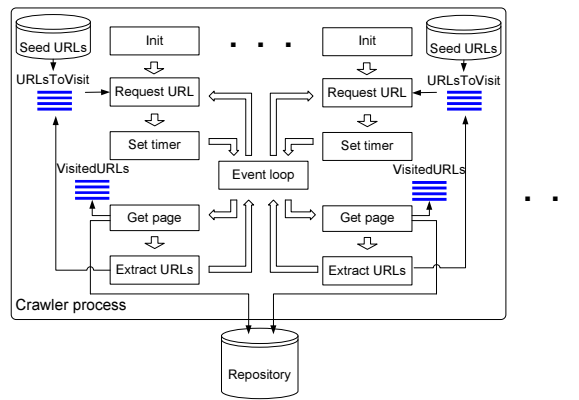 Seed URLs
Init
. . .
Init
Seed URLs
URLsToVisit
Request URL
Request URL
URLsToVisit
Set timer
Set timer
VisitedURLs
Event loop
VisitedURLs
. .
Get page
Get page
Extract URLs
Extract URLs
Crawler process
Repository